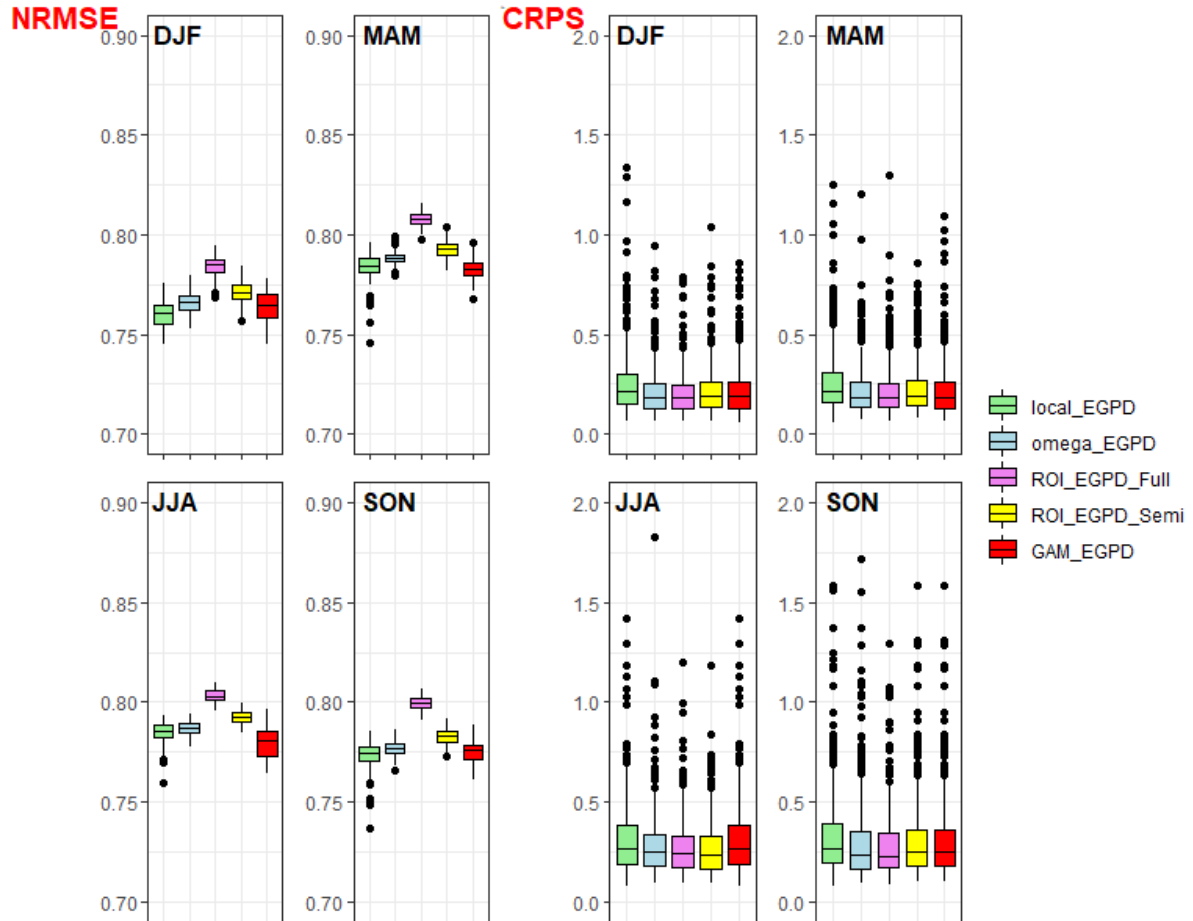 NRMSE
CRPS
DJF
0.90
0.85
0.80
0.75
0.70
MAM
0.90
0.85
0.80
0.75
0.70
DJF
2.0
1.5
1.0
0.5
0.0
MAM
2.0
1.5
1.0
0.5
0.0
JJA
0.90
0.85
0.80
0.75
0.70
SON
0.90
0.85
0.80
0.75
0.70
JJA
2.0
1.5
1.0
0.5
0.0
SON
2.0
1.5
1.0
0.5
0.0
local_EGPD
omega_EGPD
ROI_EGPD_Full
ROI_EGPD_Semi
GAM_EGPD